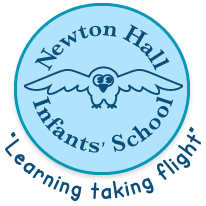 Newton Hall
Infants' School
"Learning taking flight"